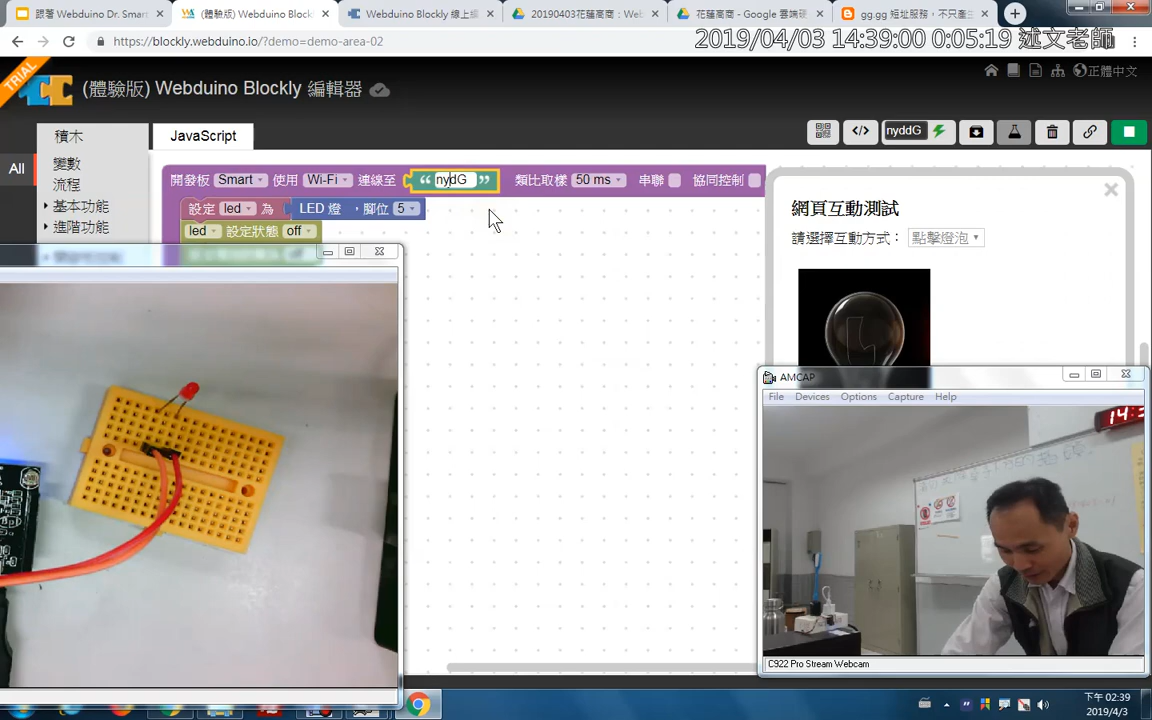 跟著 Webduino Dr. Smar
(體驗版) Webduino Block
Webduino Blockly 線上
20190403花蓮高商：Wel
花蓮高商 - Google 雲端
gg.gg 短址服務，不只產
https://blockly.webduino.io/?demo=demo-area-02
2019/04/03 14:39:00 0:05:19 述文老師
TRIAL
(體驗版) Webduino Blockly 編輯器
正體中文
積木
JavaScript
nyddG
All
變數
流程
基本功能
進階功能
開發板 Smart 使用 Wi-Fi 連線至 “ nydG ” 類比取樣 50 ms 串聯 協同控制
設定 led 為 LED 燈 ，腳位 5
led 設定狀態 off
網頁互動測試
請選擇互動方式： 點擊燈泡
AMCAP
File Devices Options Capture Help
14:3
C922 Pro Stream Webcam
下午 02:39
2019/4/3